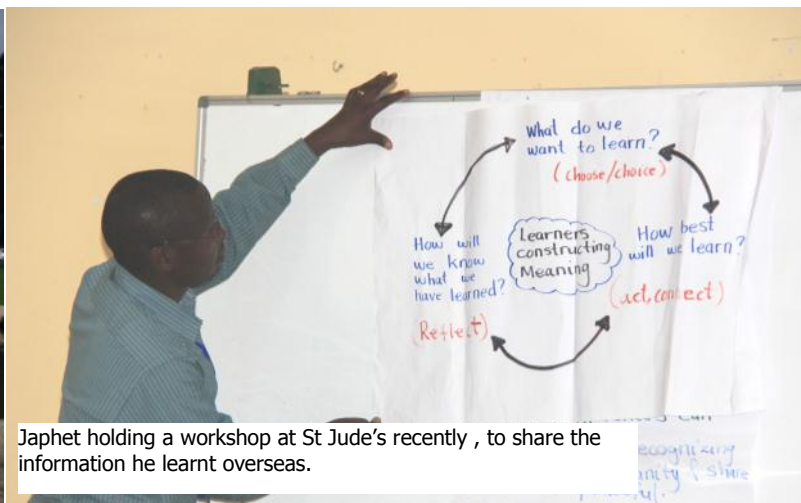 What do we
want to learn?
(choose/choice)
How will
we know
what we
have learned?
(Reflect)
Learners
constructing
Meaning
How best
will we learn?
(act, connect)
ecognizing
share
Japhet holding a workshop at St Jude's recently , to share the
information he learnt overseas.